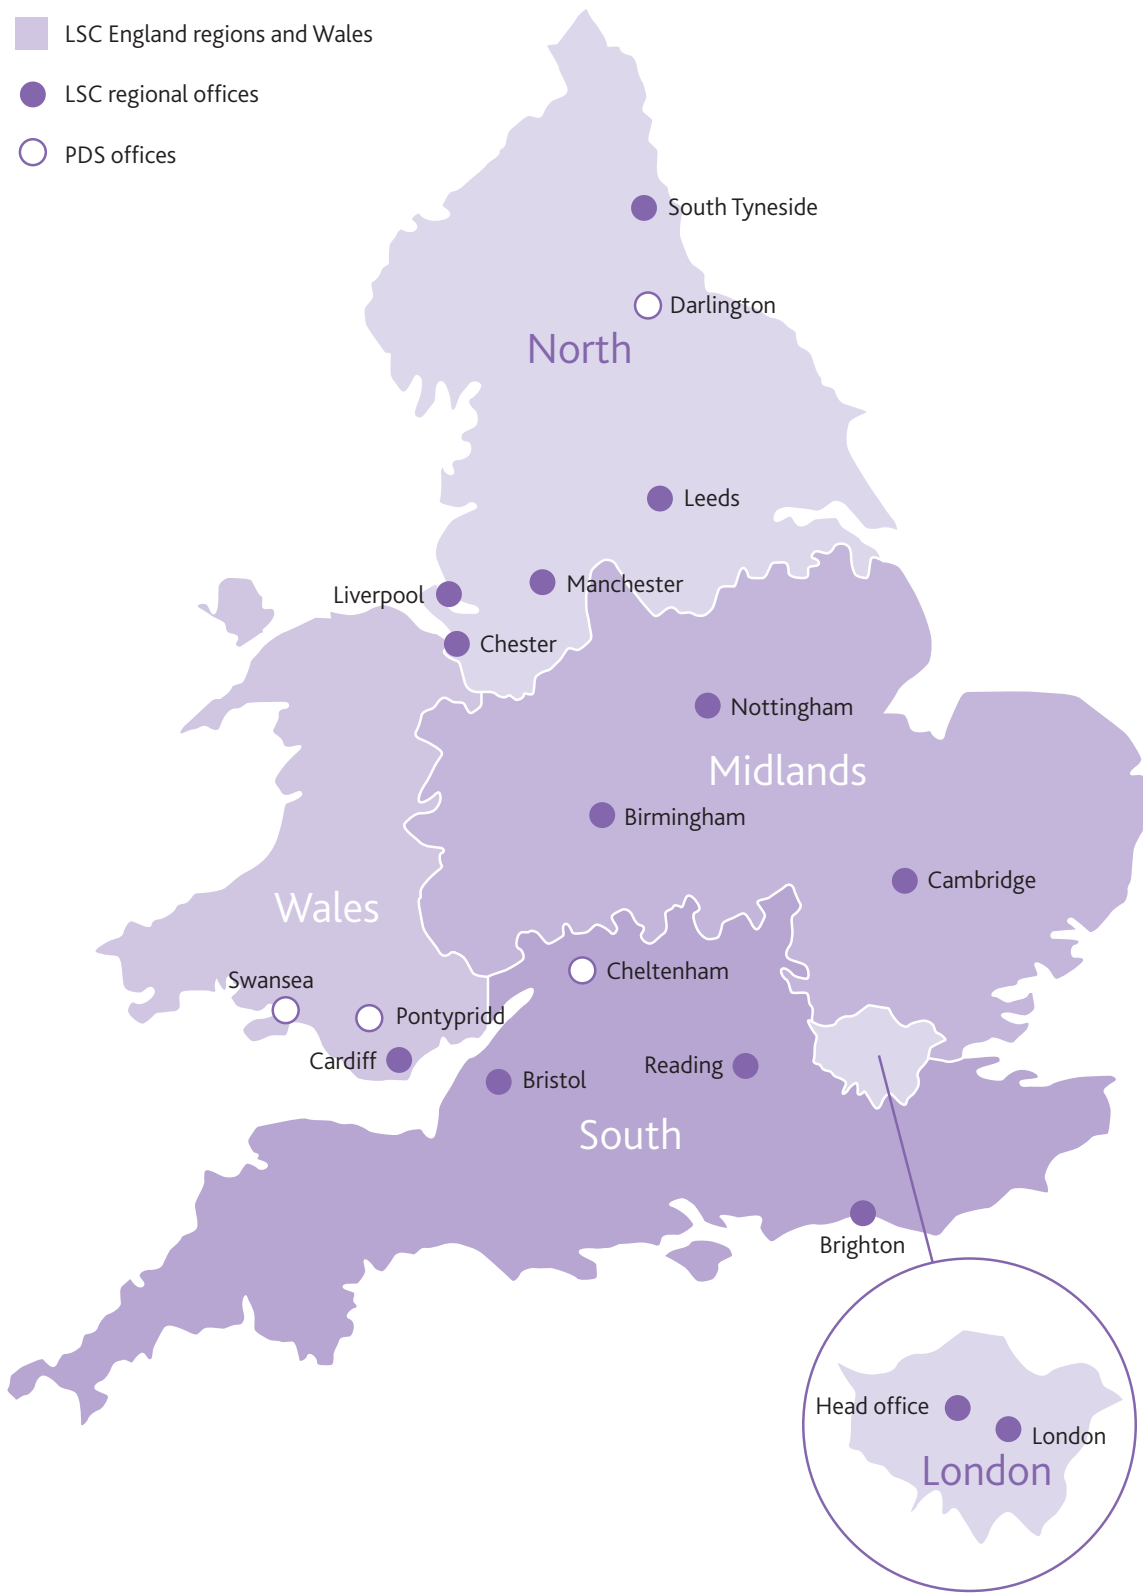 LSC England regions and Wales
LSC regional offices
PDS offices
South Tyneside
Darlington
North
Leeds
Manchester
Liverpool
Chester
Nottingham
Midlands
Birmingham
Cambridge
Wales
Swansea
Cheltenham
Pontypridd
Cardiff
Reading
Bristol
South
Brighton
Head office
London
London